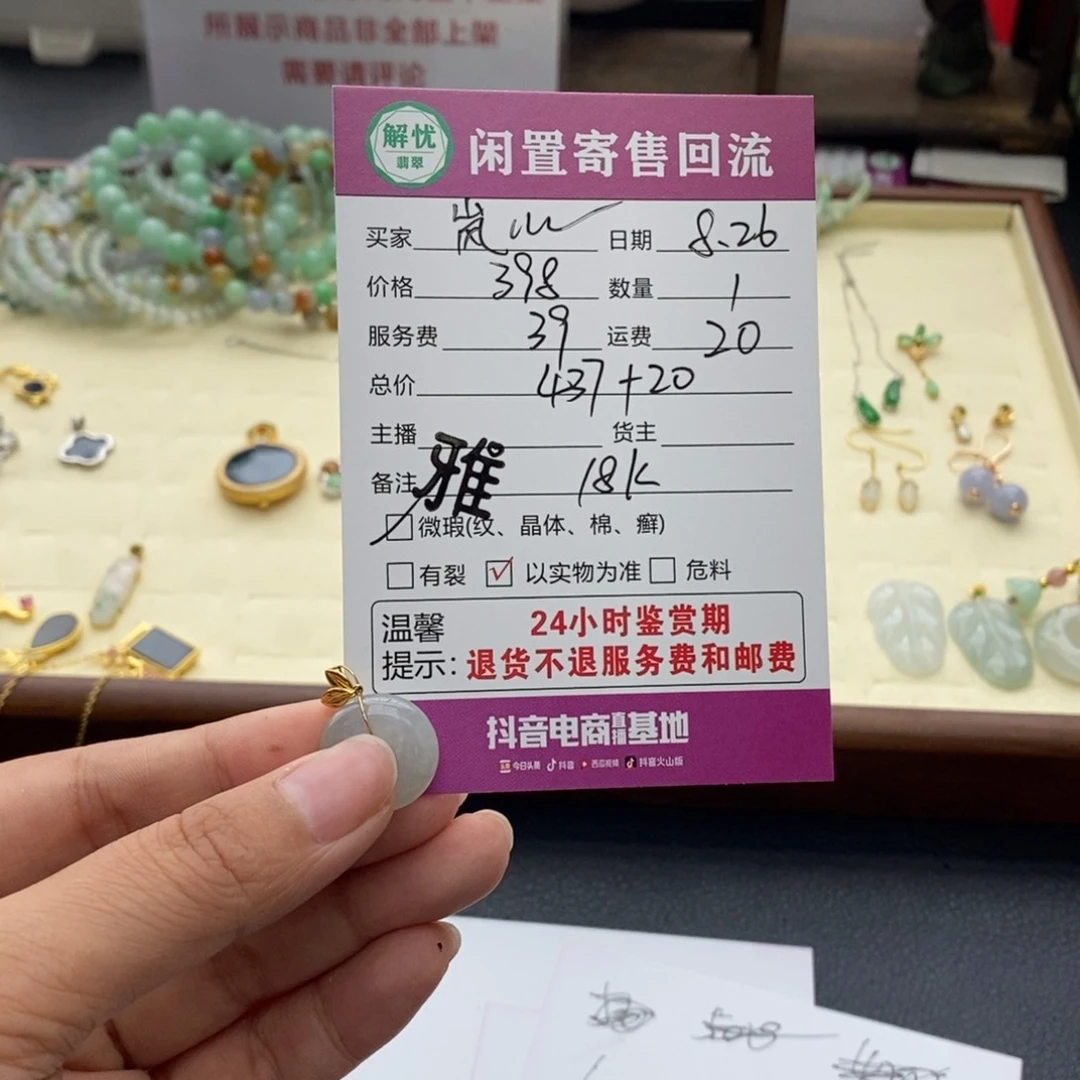 所展示商品非全部上架
需要请评论
解忧
翡翠
闲置寄售回流
买家 岚 日期 8.26
价格 398 数量 1
服务费 39 运费 20
总价 437+20
主播 雅 货主
备注 18K
微瑕(纹、晶体、棉、癣)
有裂 ✓ 以实物为准 危料
温馨 24小时鉴赏期
提示: 退货不退服务费和邮费
抖音电商直播基地
今日头条 抖音 西瓜视频 抖音火山版